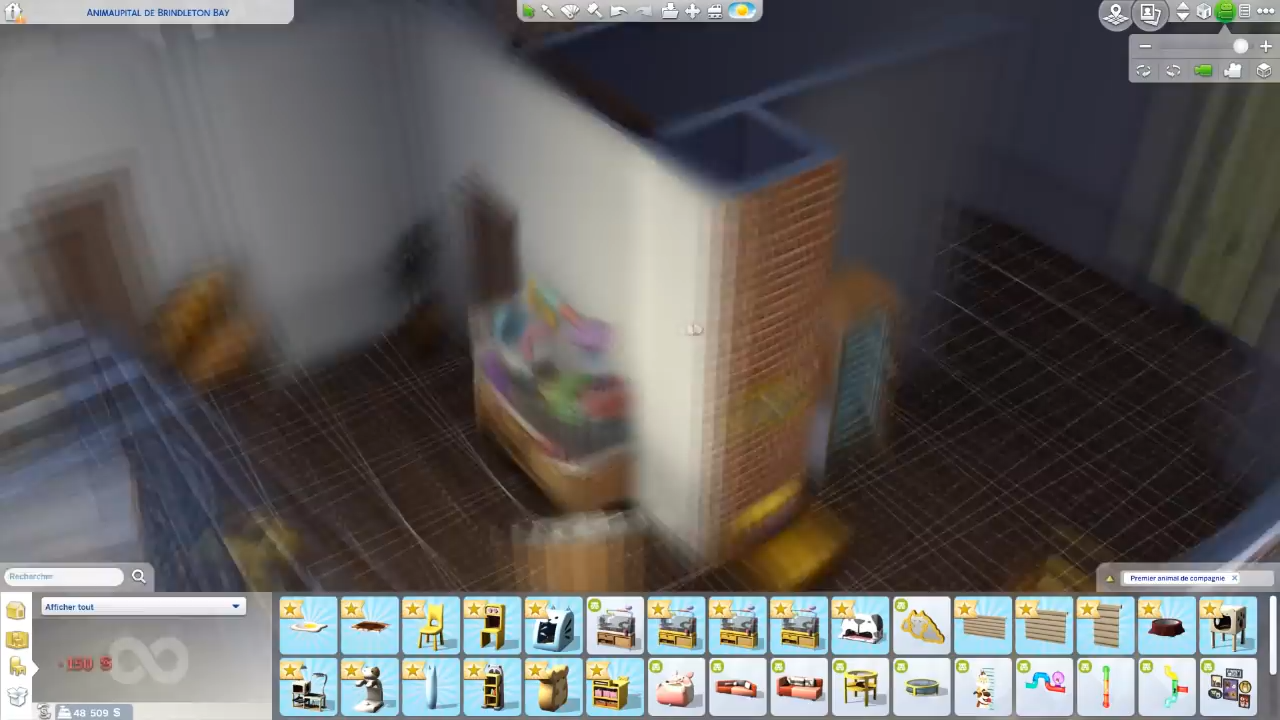 Animaupital de Brindleton Bay
Rechercher
Premier animal de compagnie
Afficher tout
-150 $
48 509 $